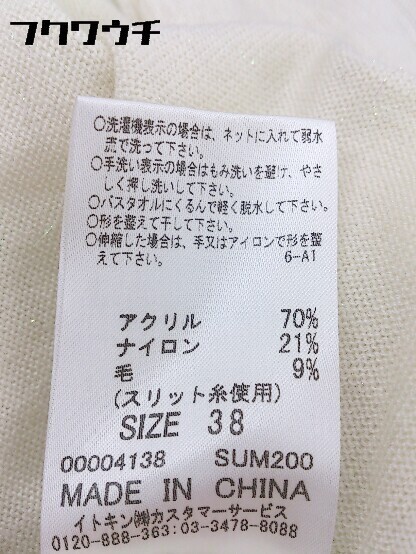 フクワウチ
○洗濯機表示の場合は、ネットに入れて弱水
流で洗って下さい。
○手洗い表示の場合はもみ洗いを避け、やさ
しく押し洗いして下さい。
○バスタオルにくるんで軽く脱水して下さい。
○形を整えて干して下さい。
○伸縮した場合は、手又はアイロンで形を整
えて下さい。 6-A1
アクリル 70%
ナイロン 21%
毛 9%
(スリット糸使用)
SIZE 38
00004138 SUM200
MADE IN CHINA
イトキン㈱カスタマーサービス
0120-888-363:03-3478-8088